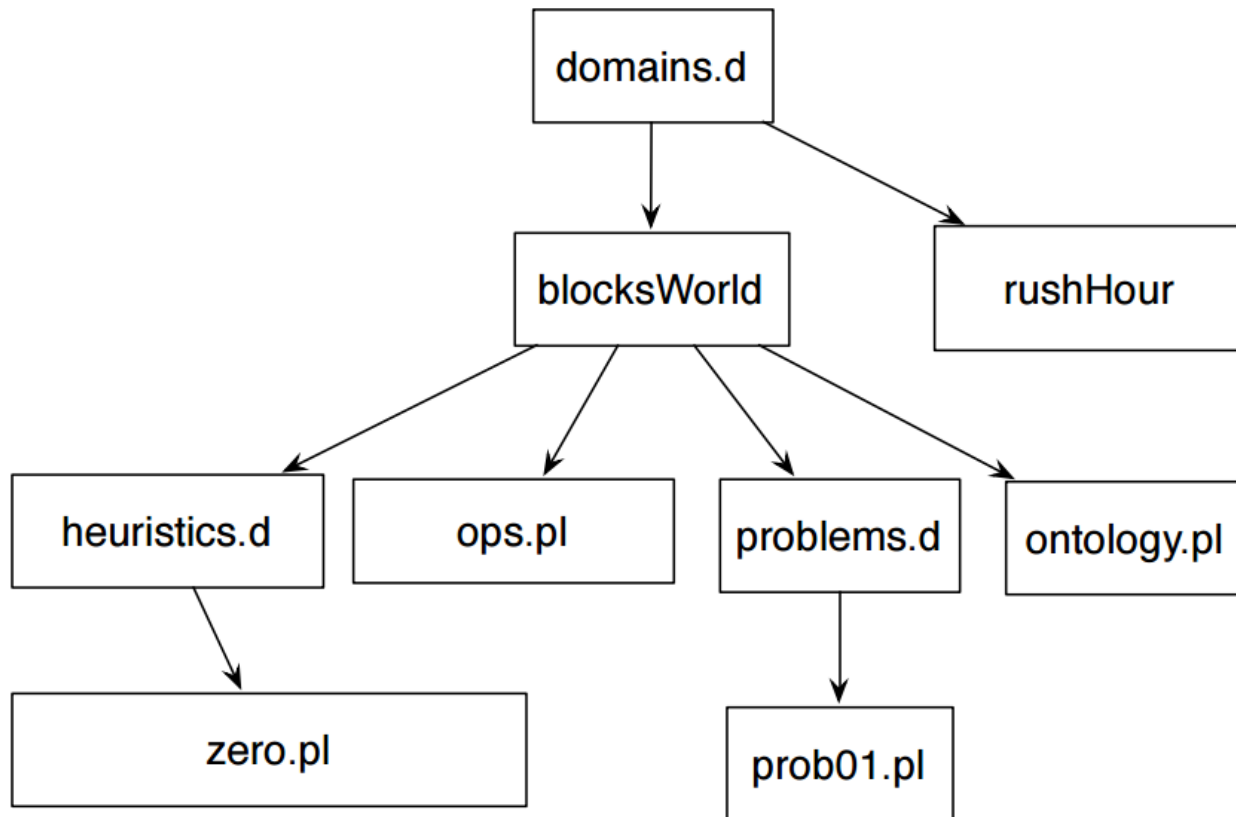 domains.d
blocksWorld
rushHour
heuristics.d
ops.pl
problems.d
ontology.pl
zero.pl
prob01.pl